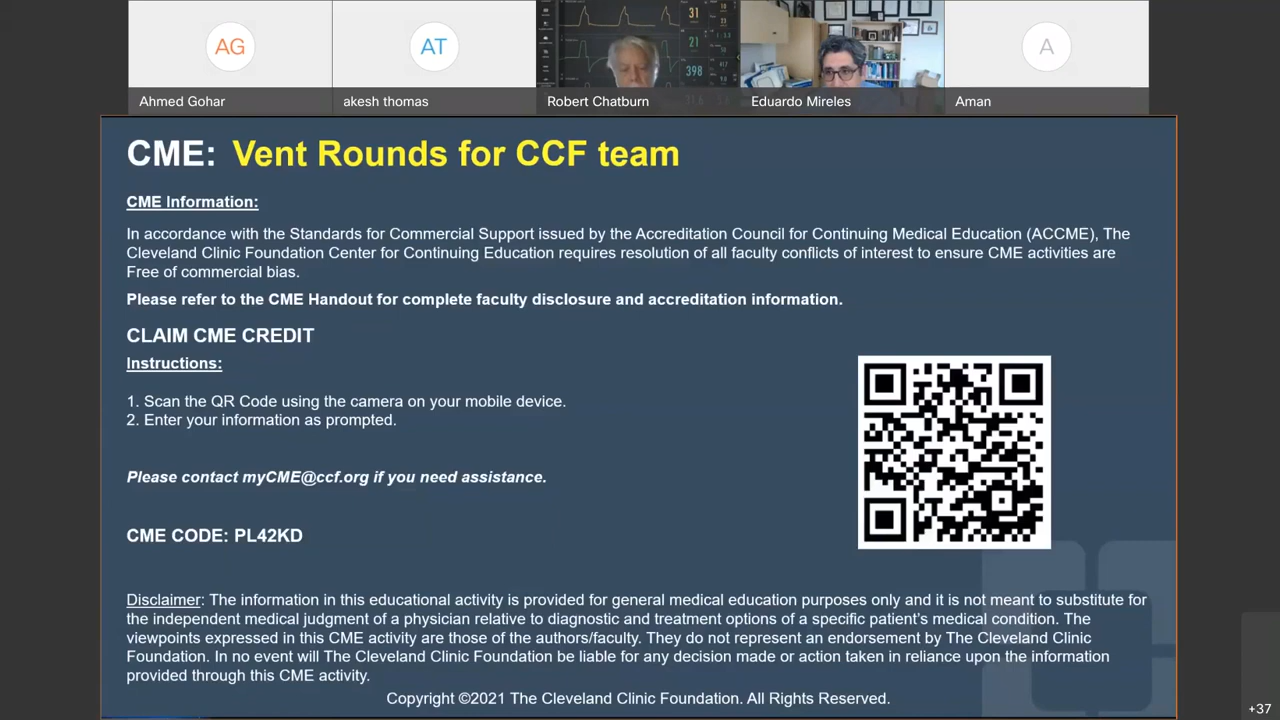 AG
AT
A
31
21
398
Ahmed Gohar
akesh thomas
Robert Chatburn
Eduardo Mireles
Aman
CME: Vent Rounds for CCF team
CME Information:
In accordance with the Standards for Commercial Support issued by the Accreditation Council for Continuing Medical Education (ACCME), The
Cleveland Clinic Foundation Center for Continuing Education requires resolution of all faculty conflicts of interest to ensure CME activities are
Free of commercial bias.
Please refer to the CME Handout for complete faculty disclosure and accreditation information.
CLAIM CME CREDIT
Instructions:
1. Scan the QR Code using the camera on your mobile device.
2. Enter your information as prompted.
Please contact myCME@ccf.org if you need assistance.
CME CODE: PL42KD
Disclaimer: The information in this educational activity is provided for general medical education purposes only and it is not meant to substitute for
the independent medical judgment of a physician relative to diagnostic and treatment options of a specific patient's medical condition. The
viewpoints expressed in this CME activity are those of the authors/faculty. They do not represent an endorsement by The Cleveland Clinic
Foundation. In no event will The Cleveland Clinic Foundation be liable for any decision made or action taken in reliance upon the information
provided through this CME activity.
Copyright ©2021 The Cleveland Clinic Foundation. All Rights Reserved.
+37